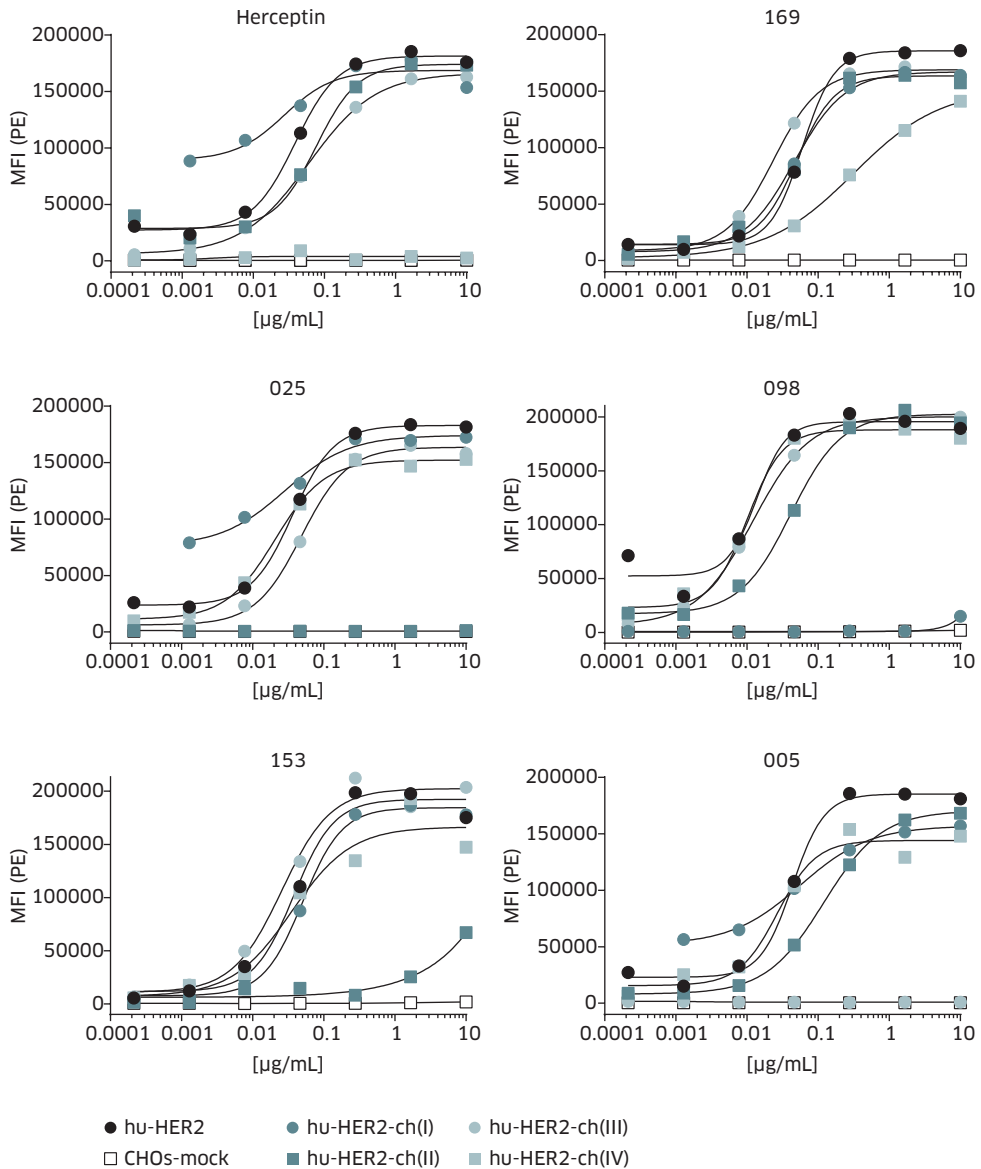 Herceptin
200000
150000
100000
50000
0
MFI (PE)
0.0001 0.001 0.01 0.1 1 10
[µg/mL]
169
200000
150000
100000
50000
0
MFI (PE)
0.0001 0.001 0.01 0.1 1 10
[µg/mL]
025
200000
150000
100000
50000
0
MFI (PE)
0.0001 0.001 0.01 0.1 1 10
[µg/mL]
098
200000
150000
100000
50000
0
MFI (PE)
0.0001 0.001 0.01 0.1 1 10
[µg/mL]
153
200000
150000
100000
50000
0
MFI (PE)
0.0001 0.001 0.01 0.1 1 10
[µg/mL]
005
200000
150000
100000
50000
0
MFI (PE)
0.0001 0.001 0.01 0.1 1 10
[µg/mL]
hu-HER2 hu-HER2-ch(I) hu-HER2-ch(III)
CHOs-mock hu-HER2-ch(II) hu-HER2-ch(IV)